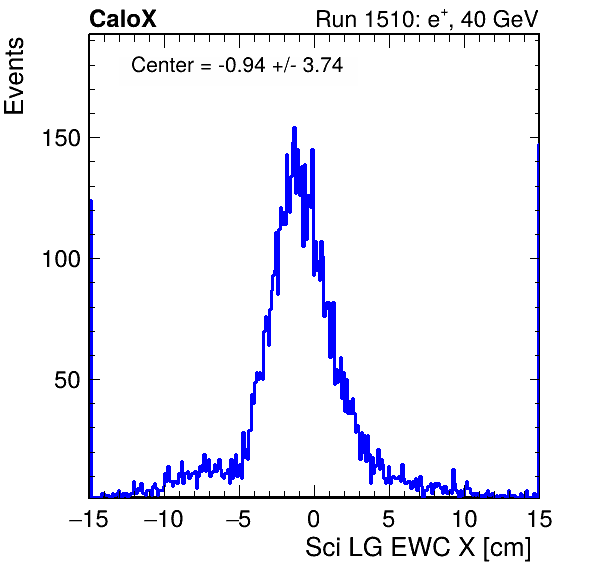 CaloX
Run 1510: e+, 40 GeV
Events
Center = -0.94 +/- 3.74
150
100
50
−15 −10 −5 0 5 10 15
Sci LG EWC X [cm]